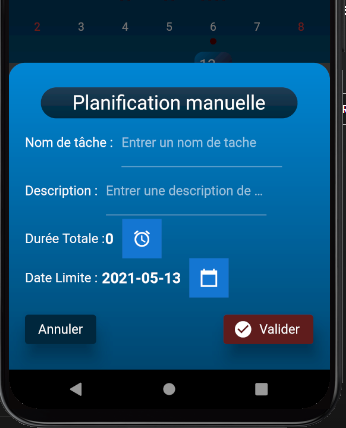 2 3 4 5 6 7 8
Planification manuelle
Nom de tâche : Entrer un nom de tache
Description : Entrer une description de ...
Durée Totale :0
Date Limite : 2021-05-13
Annuler
Valider